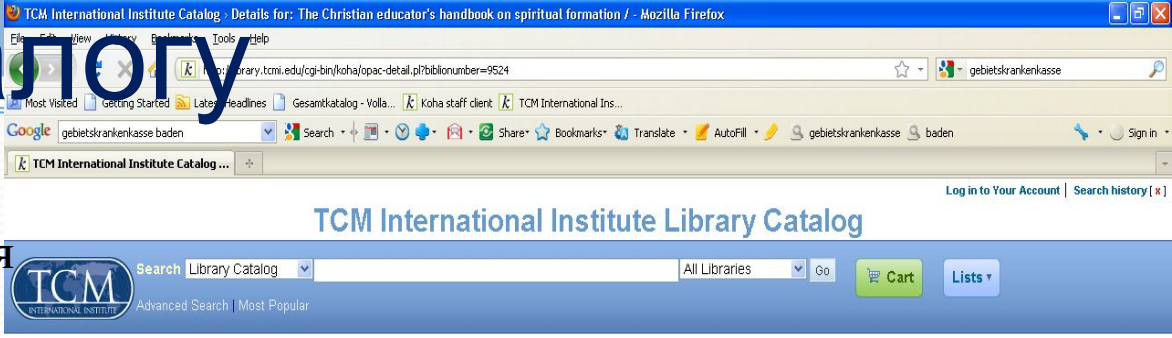 TCM International Institute Catalog › Details for: The Christian educator's handbook on spiritual formation / - Mozilla Firefox
View History Bookmarks Tools Help
логу
library.tcmi.edu/cgi-bin/koha/opac-detail.pl?biblionumber=9524 gebietskrankenkasse
Most Visited Getting Started Latest Headlines Gesamtkatalog - Volla... Koha staff client TCM International Ins...
Google gebietskrankenkasse baden Search Share Bookmarks Translate AutoFill gebietskrankenkasse baden Sign in
TCM International Institute Catalog ...
Log in to Your Account | Search history [x]
TCM International Institute Library Catalog
я
Search Library Catalog All Libraries Go Cart Lists
TCM
INTERNATIONAL INSTITUTE
Advanced Search | Most Popular